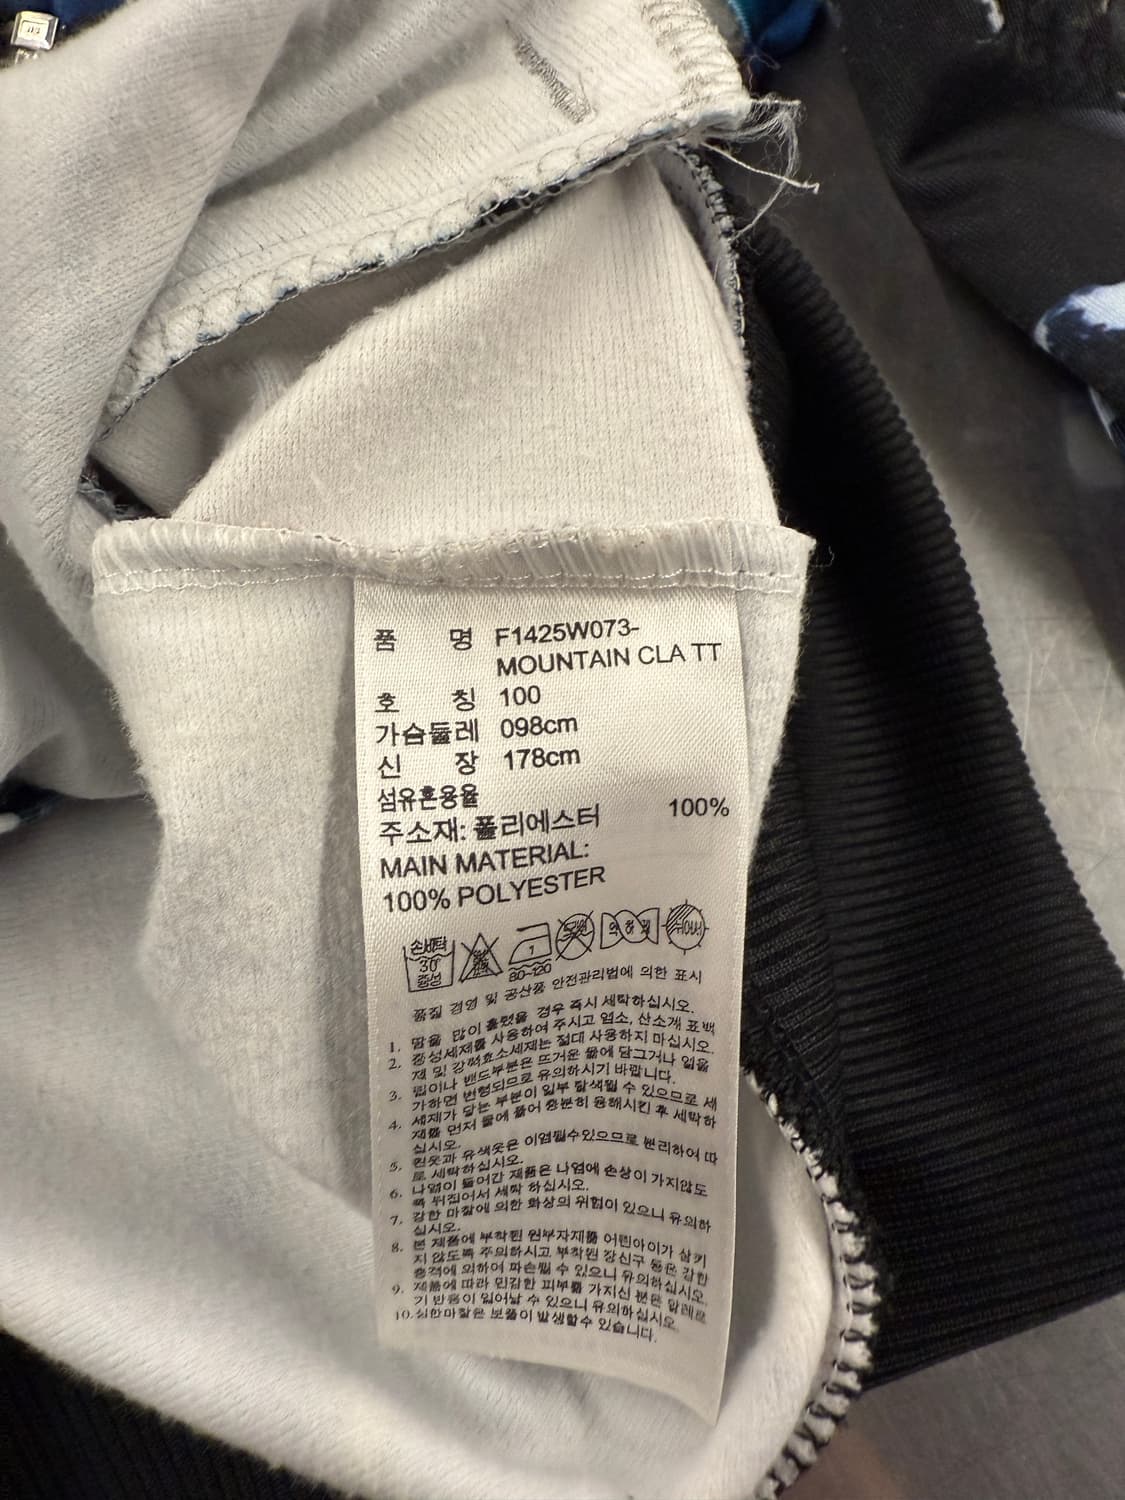 품 명 F1425W073-
MOUNTAIN CLA TT
호 칭 100
가슴둘레 098cm
신 장 178cm
섬유혼용율
주소재: 폴리에스터 100%
MAIN MATERIAL:
100% POLYESTER
손세탁 30° 중성
1 80~120
품질 경영 및 공산품 안전관리법에 의한 표시
1. 땀을 많이 흘렸을 경우 즉시 세탁하십시오.
2. 중성세제를 사용하여 주시고 염소, 산소계 표백
제 및 강력효소세제는 절대 사용하지 마십시오.
3. 립이나 밴드부분은 뜨거운 물에 담그거나 열을
가하면 변형되므로 유의하시기 바랍니다.
4. 세제가 닿는 부분이 일부 탈색될 수 있으므로 세
제를 먼저 물에 풀어 충분히 용해시킨 후 세탁하
십시오.
5. 흰옷과 유색옷은 이염될수있으므로 분리하여 따
로 세탁하십시오.
6. 나염이 들어간 제품은 나염에 손상이 가지않도
록 뒤집어서 세탁 하십시오.
7. 강한 마찰에 의한 화상의 위험이 있으니 유의하
십시오.
8. 본 제품에 부착된 원부자재를 어린아이가 삼키
지 않도록 주의하시고 부착된 장신구 등은 강한
충격에 의하여 파손될 수 있으니 유의하십시오.
9. 제품에 따라 민감한 피부를 가지신 분은 알레르
기 반응이 일어날 수 있으니 유의하십시오.
10. 심한마찰은 보풀이 발생할수 있습니다.